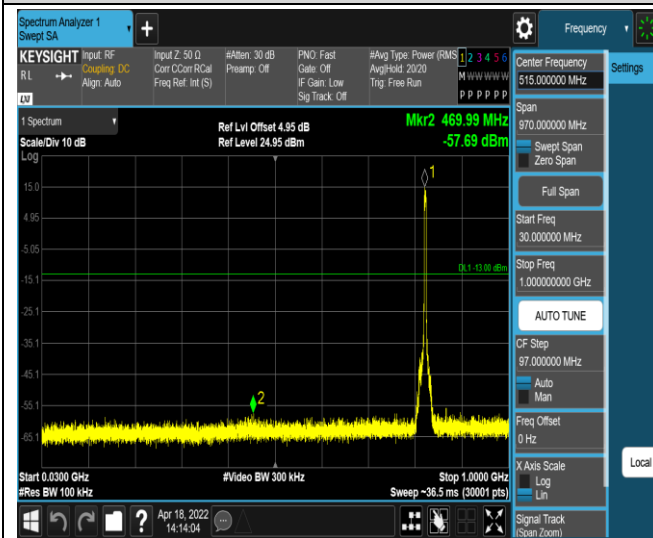 Spectrum Analyzer 1
Swept SA
+
Frequency
KEYSIGHT
RL
LXI
Input: RF
Coupling: DC
Align: Auto
Input Z: 50 Ω
Corr CCorr RCal
Freq Ref: Int (S)
#Atten: 30 dB
Preamp: Off
PNO: Fast
Gate: Off
IF Gain: Low
Sig Track: Off
#Avg Type: Power (RMS
Avg|Hold: 20/20
Trig: Free Run
1 2 3 4 5 6
M W W W W W
P P P P P P
1 Spectrum
Scale/Div 10 dB
Log
Ref Lvl Offset 4.95 dB
Ref Level 24.95 dBm
Mkr2 469.99 MHz
-57.69 dBm
15.0
4.95
-5.05
-15.1
-25.1
-35.1
-45.1
-55.1
-65.1
1
DL1 -13.00 dBm
2
Start 0.0300 GHz
#Res BW 100 kHz
#Video BW 300 kHz
Stop 1.0000 GHz
Sweep ~36.5 ms (30001 pts)
Apr 18, 2022
14:14:04
?
Center Frequency
515.000000 MHz
Span
970.000000 MHz
Swept Span
Zero Span
Full Span
Start Freq
30.000000 MHz
Stop Freq
1.000000000 GHz
AUTO TUNE
CF Step
97.000000 MHz
Auto
Man
Freq Offset
0 Hz
X Axis Scale
Log
Lin
Signal Track
(Span Zoom)
Settings
Local